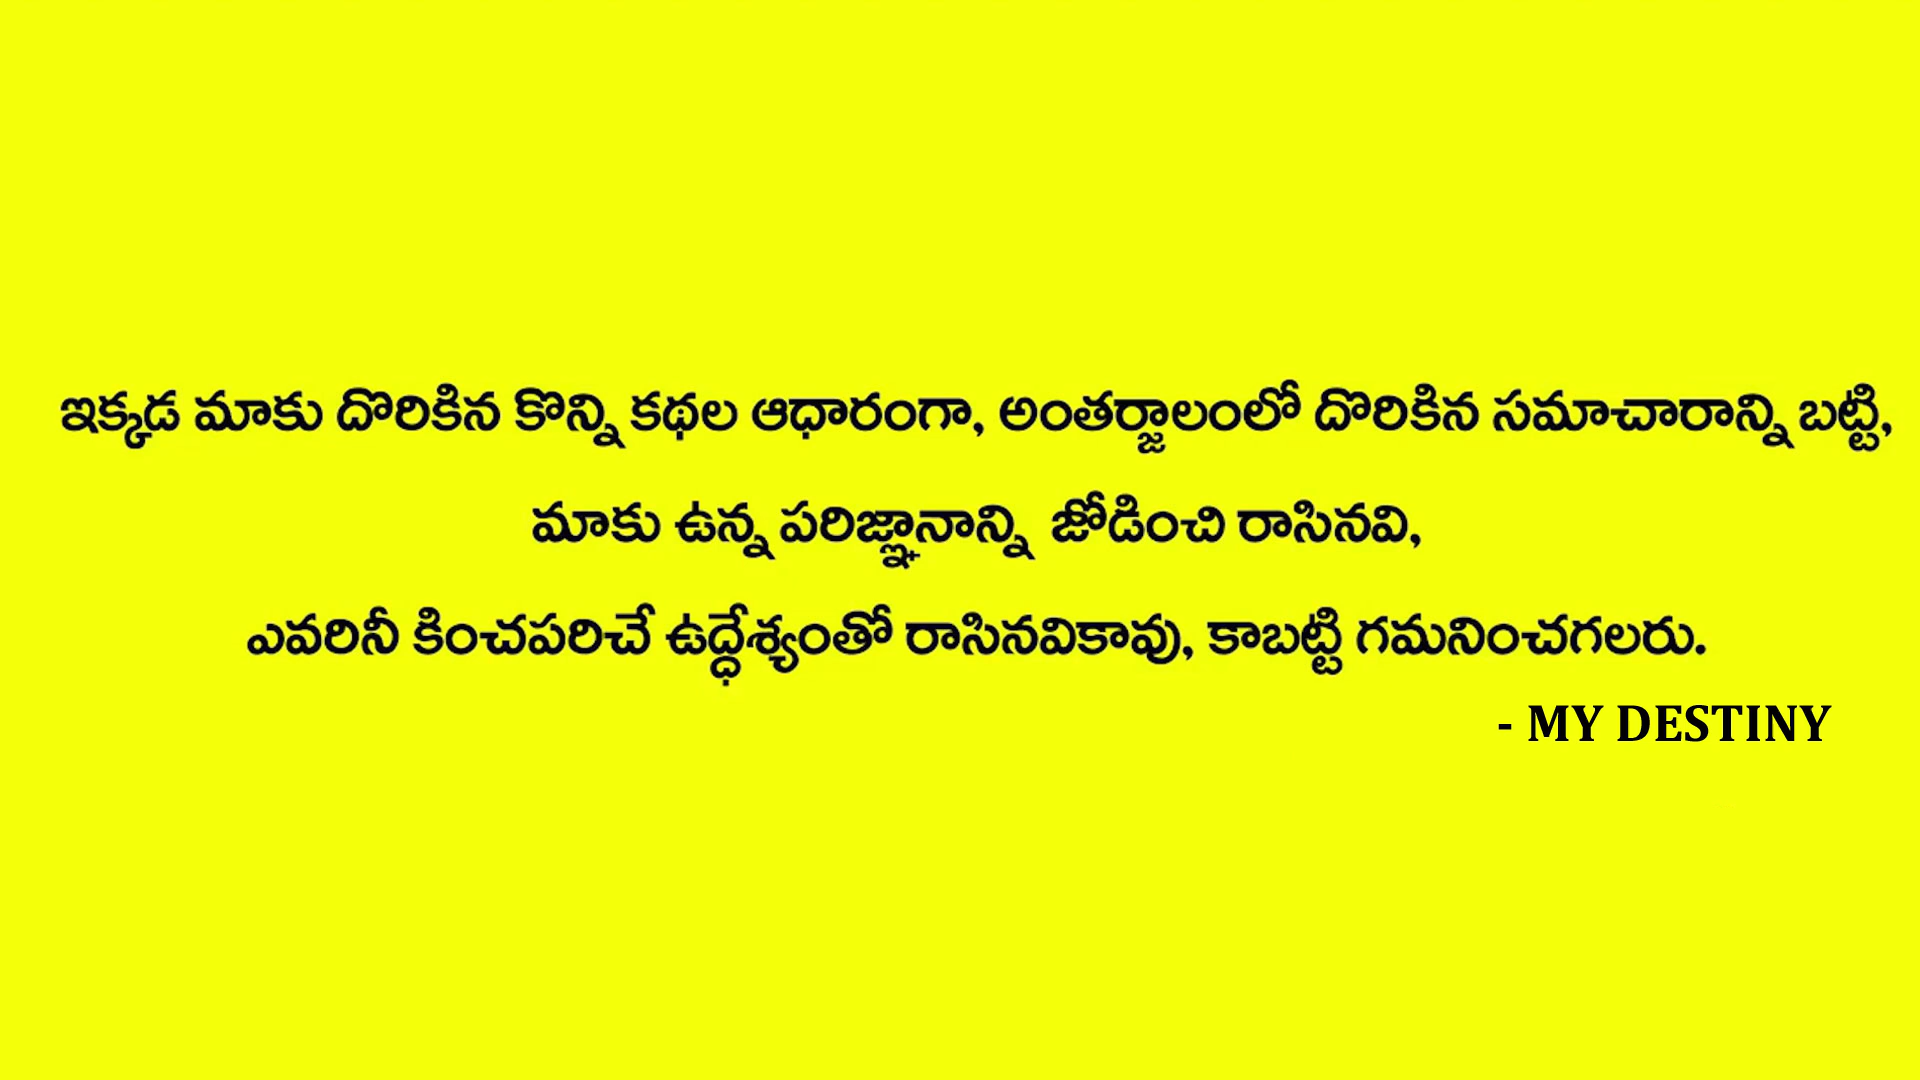 ఇక్కడ మాకు దొరికిన కొన్ని కథల ఆధారంగా, అంతర్జాలంలో దొరికిన సమాచారాన్ని బట్టి,
మాకు ఉన్న పరిజ్ఞానాన్ని జోడించి రాసినవి,
ఎవరినీ కించపరిచే ఉద్ధేశ్యంతో రాసినవికావు, కాబట్టి గమనించగలరు.
- MY DESTINY